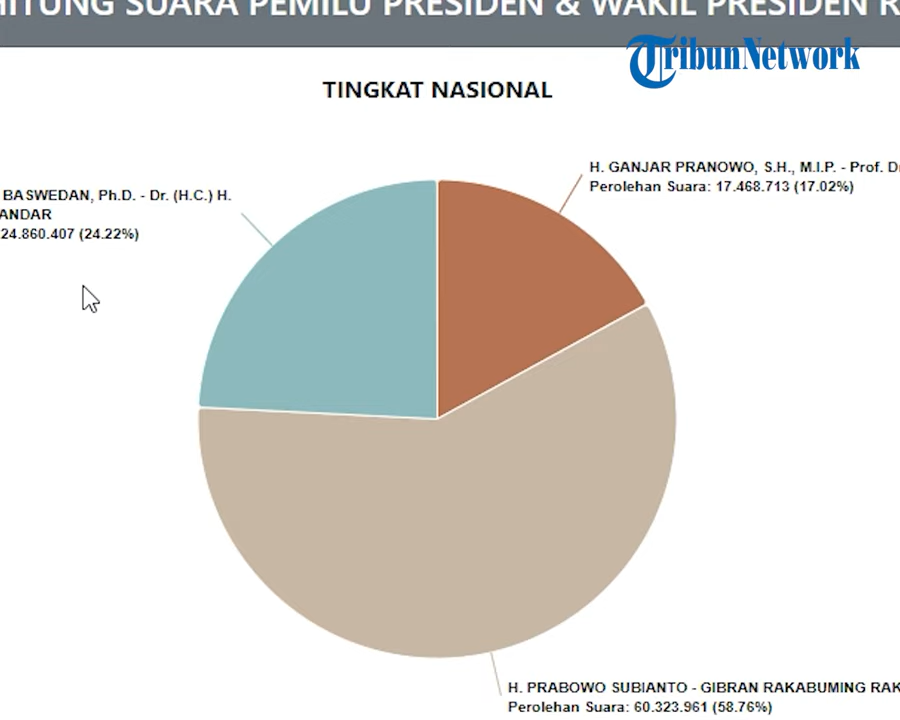 HITUNG SUARA PEMILU PRESIDEN & WAKIL PRESIDEN R
TribunNetwork
TINGKAT NASIONAL
H. GANJAR PRANOWO, S.H., M.I.P. - Prof. D
Perolehan Suara: 17.468.713 (17.02%)
BASWEDAN, Ph.D. - Dr. (H.C.) H.
ANDAR
24.860.407 (24.22%)
H. PRABOWO SUBIANTO - GIBRAN RAKABUMING RAK
Perolehan Suara: 60.323.961 (58.76%)